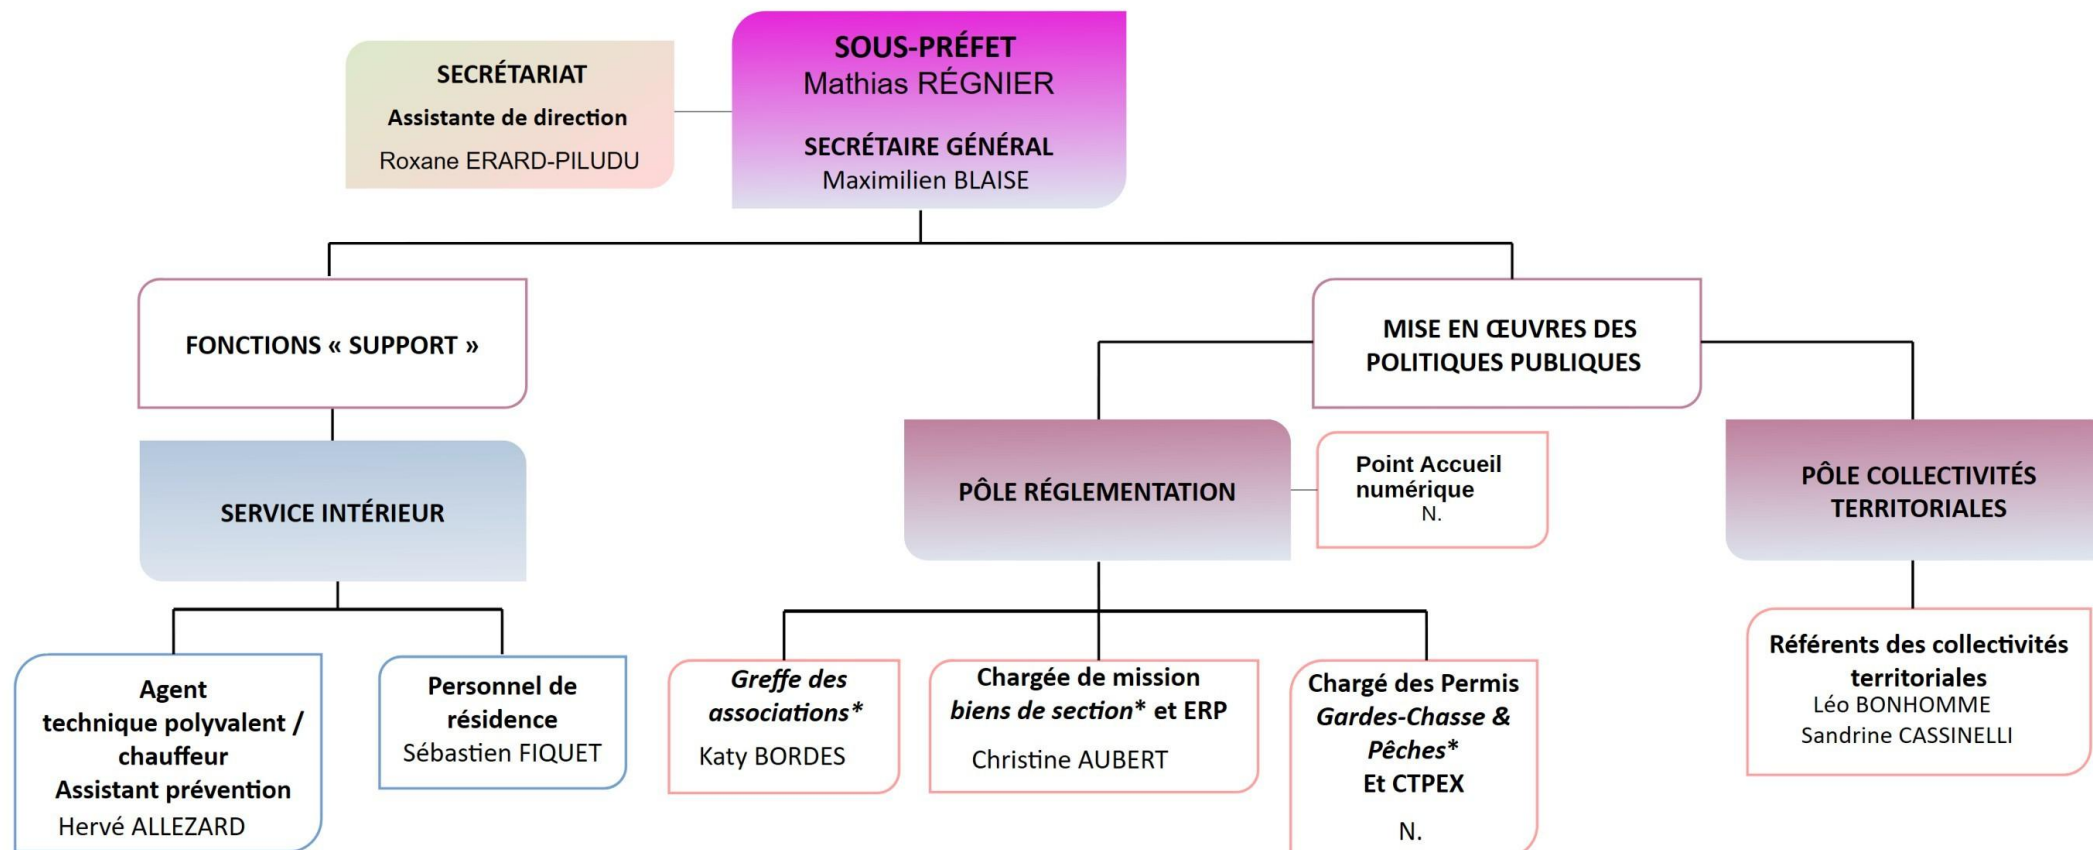 SECRÉTARIAT
Assistante de direction
Roxane ERARD-PILUDU
SOUS-PRÉFET
Mathias RÉGNIER
SECRÉTAIRE GÉNÉRAL
Maximilien BLAISE
FONCTIONS « SUPPORT »
MISE EN ŒUVRES DES
POLITIQUES PUBLIQUES
SERVICE INTÉRIEUR
PÔLE RÉGLEMENTATION
Point Accueil
numérique
N.
PÔLE COLLECTIVITÉS
TERRITORIALES
Agent
technique polyvalent /
chauffeur
Assistant prévention
Hervé ALLEZARD
Personnel de
résidence
Sébastien FIQUET
Greffe des
associations*
Katy BORDES
Chargée de mission
biens de section* et ERP
Christine AUBERT
Chargé des Permis
Gardes-Chasse &
Pêches*
Et CTPEX
N.
Référents des collectivités
territoriales
Léo BONHOMME
Sandrine CASSINELLI